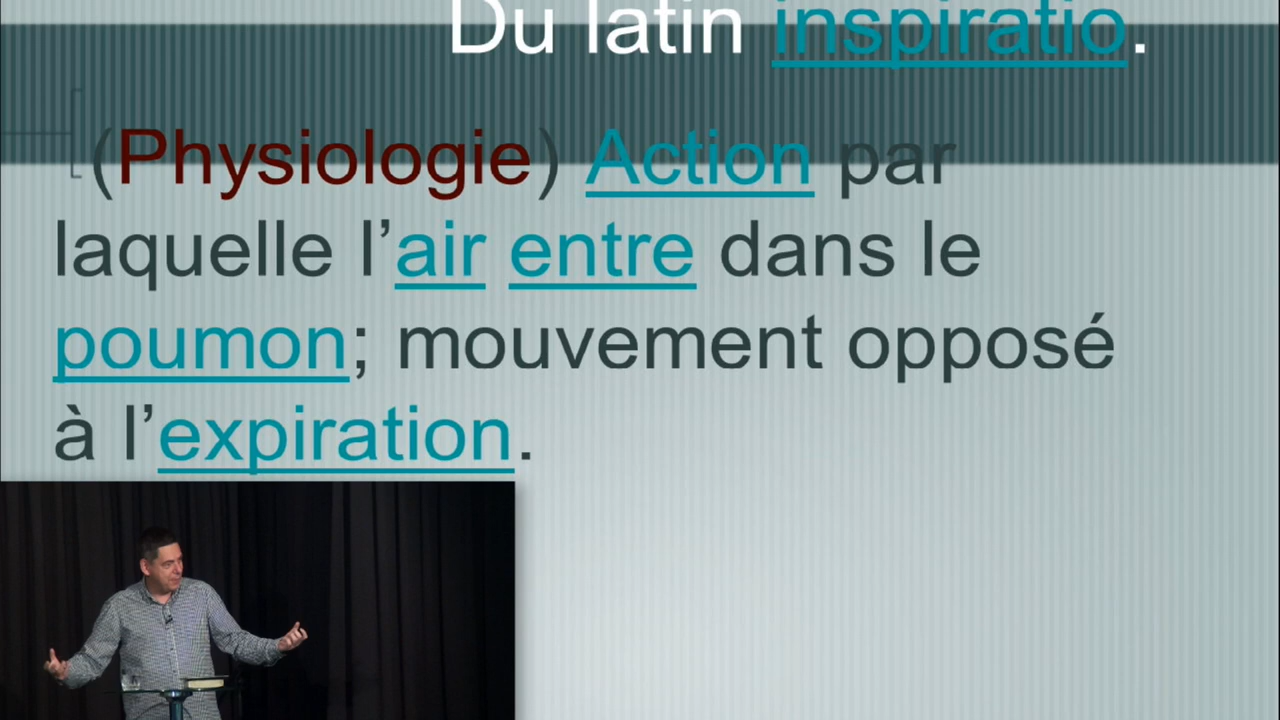 Du latin inspiratio.
(Physiologie) Action par
laquelle l’air entre dans le
poumon; mouvement opposé
à l’expiration.